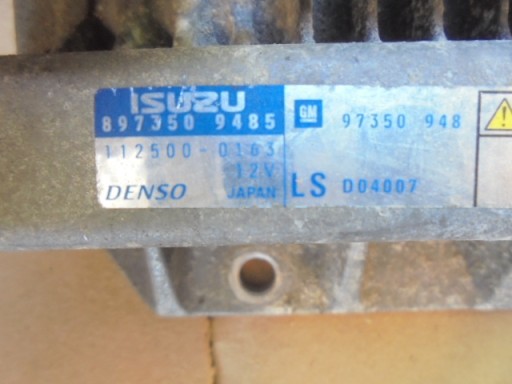 ISUZU
897350 9485
112500-0163
12V
DENSO JAPAN
GM 97350 948
LS D04007